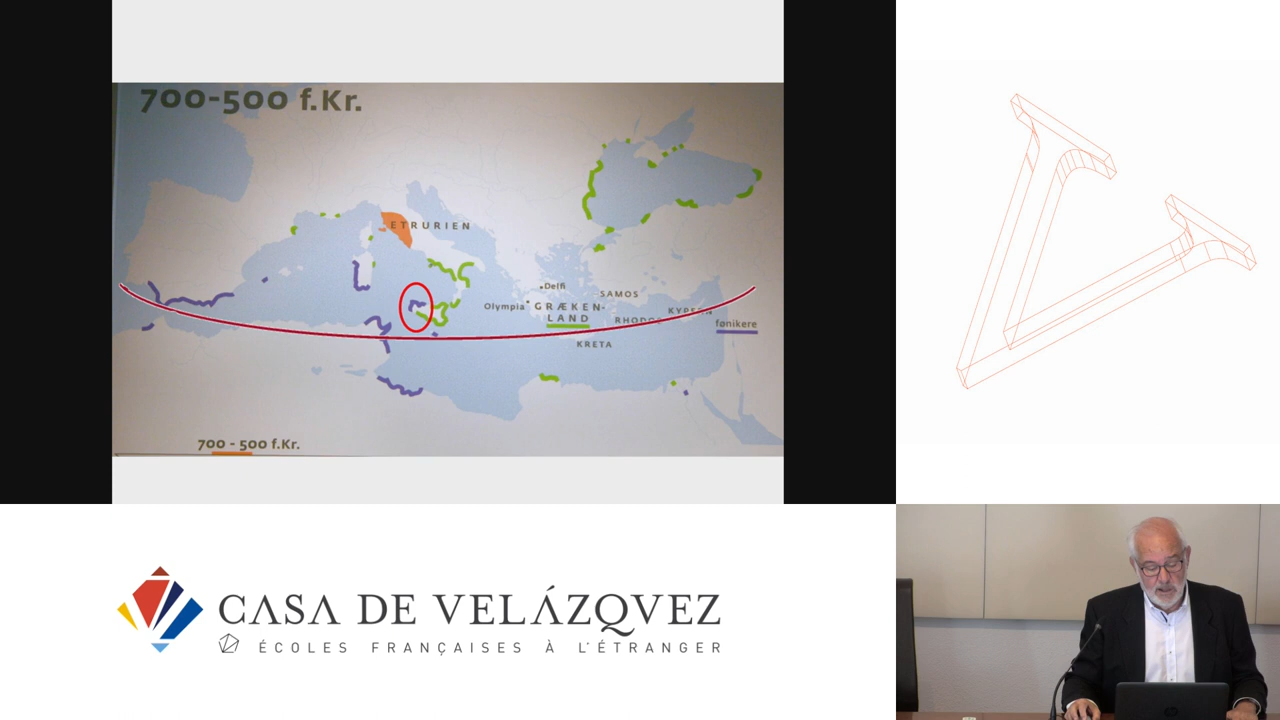 700-500 f.Kr.
ETRURIEN
Delfi
Olympia
GRÆKEN-
LAND
SAMOS
RHODOS
KYPERN
fønikere
KRETA
700 - 500 f.Kr.
CASA DE VELÁZQVEZ
ÉCOLES FRANÇAISES À L'ÉTRANGER